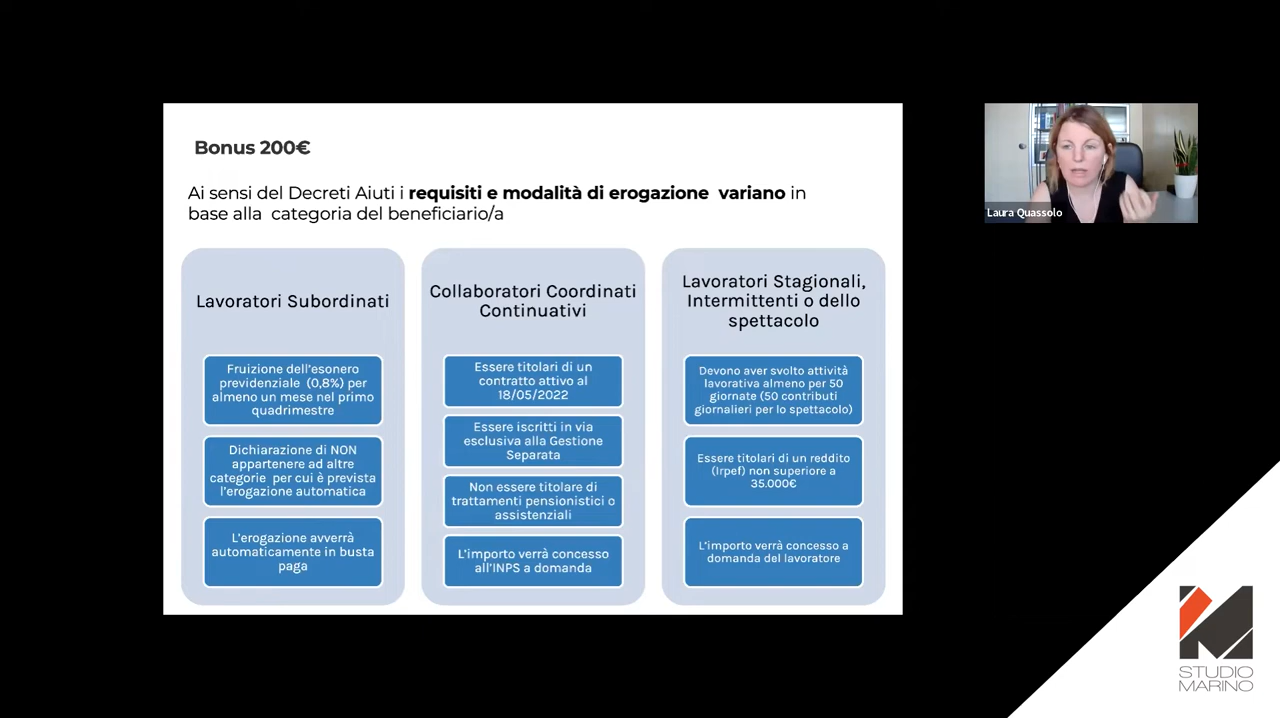 Bonus 200€
Ai sensi del Decreti Aiuti i requisiti e modalità di erogazione variano in
base alla categoria del beneficiario/a
Lavoratori Subordinati
Fruizione dell'esonero
previdenziale (0,8%) per
almeno un mese nel primo
quadrimestre
Dichiarazione di NON
appartenere ad altre
categorie per cui è prevista
l'erogazione automatica
L'erogazione avverrà
automaticamente in busta
paga
Collaboratori Coordinati
Continuativi
Essere titolari di un
contratto attivo al
18/05/2022
Essere iscritti in via
esclusiva alla Gestione
Separata
Non essere titolare di
trattamenti pensionistici o
assistenziali
L'importo verrà concesso
all'INPS a domanda
Lavoratori Stagionali,
Intermittenti o dello
spettacolo
Devono aver svolto attività
lavorativa almeno per 50
giornate (50 contributi
giornalieri per lo spettacolo)
Essere titolari di un reddito
(Irpef) non superiore a
35.000€
L'importo verrà concesso a
domanda del lavoratore
Laura Quassolo
STUDIO
MARINO